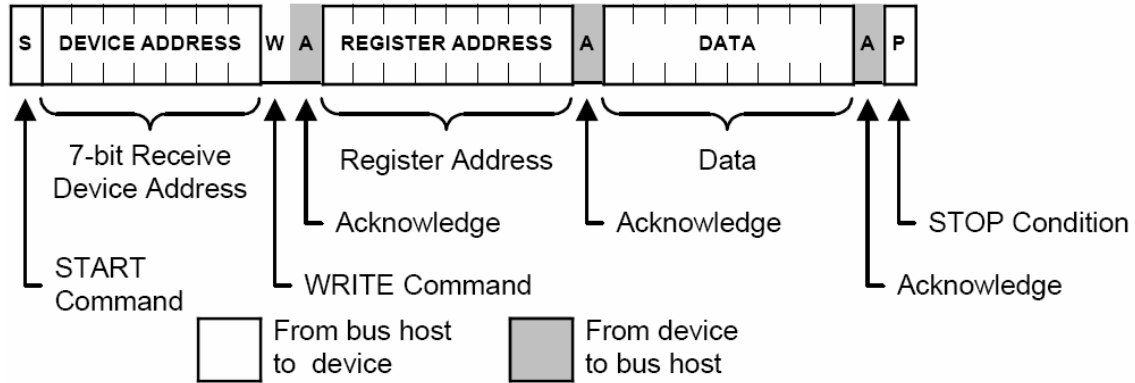 S DEVICE ADDRESS W A REGISTER ADDRESS A DATA A P
7-bit Receive
Device Address
Register Address
Data
Acknowledge
Acknowledge
STOP Condition
START
Command
WRITE Command
Acknowledge
From bus host
to device
From device
to bus host